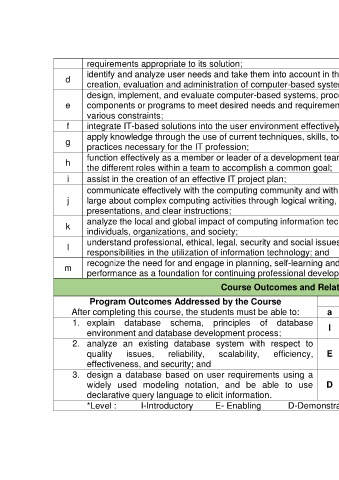 requirements appropriate to its solution;
d
identify and analyze user needs and take them into account in th
creation, evaluation and administration of computer-based syste
e
design, implement, and evaluate computer-based systems, proc
components or programs to meet desired needs and requiremen
various constraints;
f
integrate IT-based solutions into the user environment effectively
g
apply knowledge through the use of current techniques, skills, to
practices necessary for the IT profession;
h
function effectively as a member or leader of a development tea
the different roles within a team to accomplish a common goal;
i
assist in the creation of an effective IT project plan;
j
communicate effectively with the computing community and with
large about complex computing activities through logical writing,
presentations, and clear instructions;
k
analyze the local and global impact of computing information tec
individuals, organizations, and society;
l
understand professional, ethical, legal, security and social issues
responsibilities in the utilization of information technology; and
m
recognize the need for and engage in planning, self-learning and
performance as a foundation for continuing professional develop
Course Outcomes and Relat
Program Outcomes Addressed by the Course
After completing this course, the students must be able to:
a
1. explain database schema, principles of database
environment and database development process;
I
2. analyze an existing database system with respect to
quality issues, reliability, scalability, efficiency,
effectiveness, and security; and
E
3. design a database based on user requirements using a
widely used modeling notation, and be able to use
declarative query language to elicit information.
D
*Level : I-Introductory E- Enabling D-Demonstra